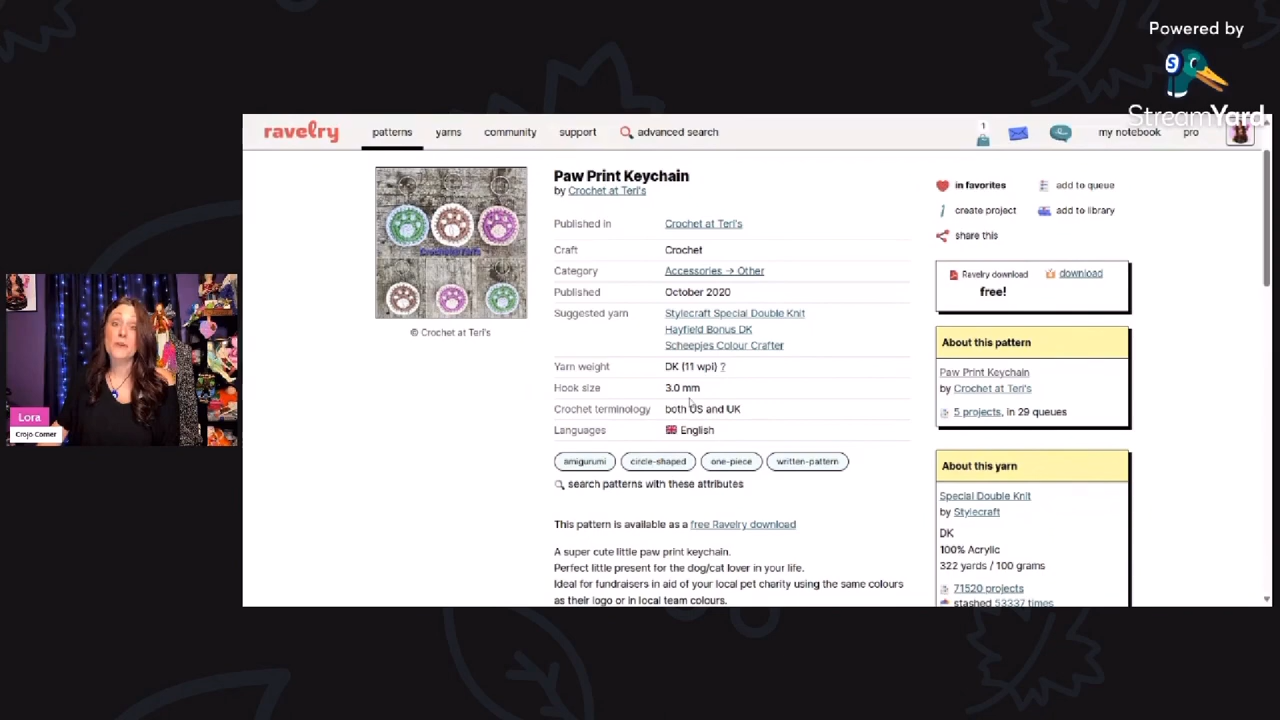 Powered by
StreamYard
ravelry
patterns
yarns
community
support
advanced search
1
my notebook
pro
Paw Print Keychain
by Crochet at Teri's
Published in
Crochet at Teri's
Craft
Crochet
Category
Accessories → Other
Published
October 2020
Suggested yarn
Stylecraft Special Double Knit
Hayfield Bonus DK
Scheepjes Colour Crafter
Yarn weight
DK (11 wpi) ?
Hook size
3.0 mm
Crochet terminology
both US and UK
Languages
English
amigurumi
circle-shaped
one-piece
written-pattern
search patterns with these attributes
This pattern is available as a free Ravelry download
A super cute little paw print keychain.
Perfect little present for the dog/cat lover in your life.
Ideal for fundraisers in aid of your local pet charity using the same colours
as their logo or in local team colours.
CrochetatTeri's
© Crochet at Teri's
in favorites
add to queue
create project
add to library
share this
Ravelry download
free!
download
About this pattern
Paw Print Keychain
by Crochet at Teri's
5 projects, in 29 queues
About this yarn
Special Double Knit
by Stylecraft
DK
100% Acrylic
322 yards / 100 grams
71520 projects
stashed 53337 times
Lora
Crojo Corner